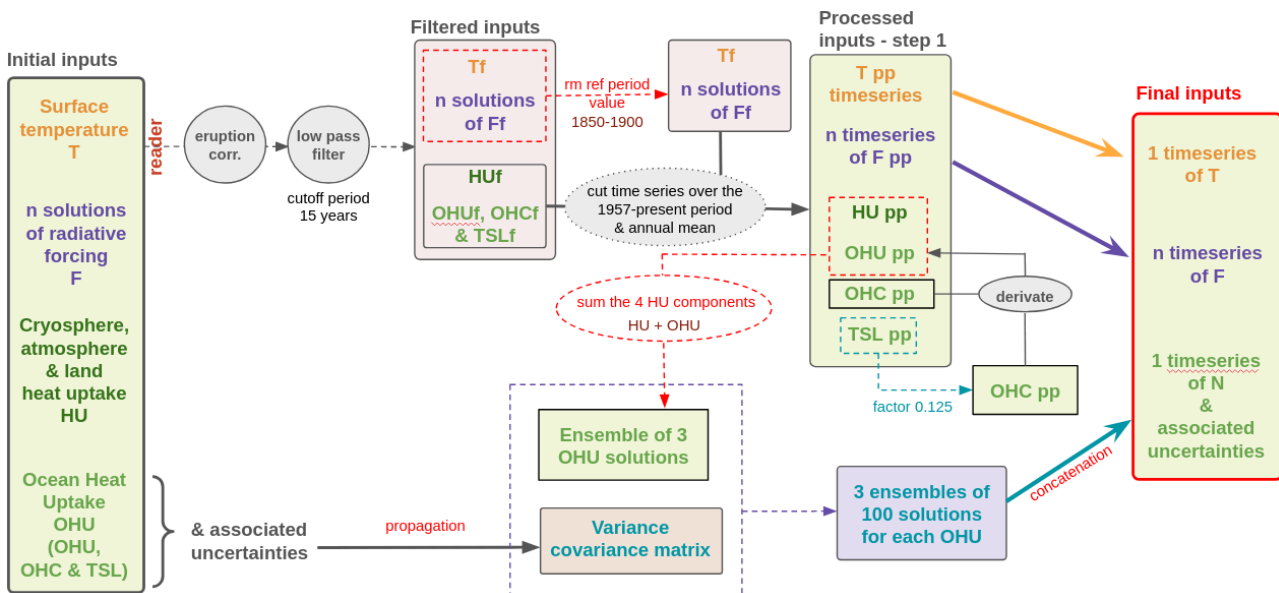 Initial inputs
Surface
temperature
T
n solutions
of radiative
forcing
F
Cryosphere,
atmosphere
& land
heat uptake
HU
Ocean Heat
Uptake
OHU
(OHU,
OHC & TSL)
reader
eruption
corr.
low pass
filter
cutoff period
15 years
Filtered inputs
Tf
n solutions
of Ff
HUf
OHUf, OHCf
& TSLf
rm ref period
value
1850-1900
Tf
n solutions
of Ff
cut time series over the
1957-present period
& annual mean
Processed
inputs - step 1
T pp
timeseries
n timeseries
of F pp
HU pp
OHU pp
OHC pp
TSL pp
derivate
factor 0.125
OHC pp
sum the 4 HU components
HU + OHU
Ensemble of 3
OHU solutions
& associated
uncertainties
propagation
Variance
covariance matrix
3 ensembles of
100 solutions
for each OHU
concatenation
Final inputs
1 timeseries
of T
n timeseries
of F
1 timeseries
of N
&
associated
uncertainties